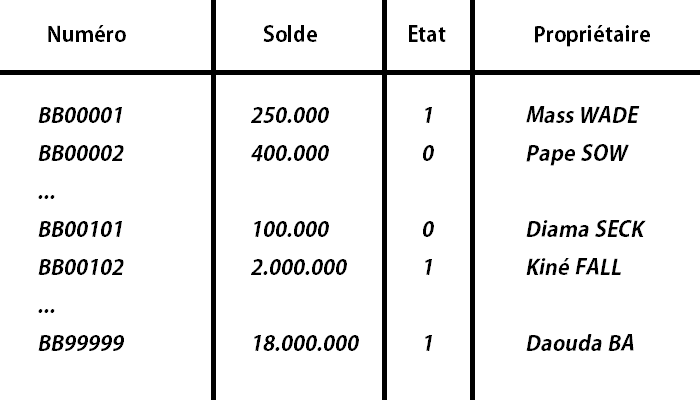 Numéro Solde Etat Propriétaire
BB00001 250.000 1 Mass WADE
BB00002 400.000 0 Pape SOW
...
BB00101 100.000 0 Diama SECK
BB00102 2.000.000 1 Kiné FALL
...
BB99999 18.000.000 1 Daouda BA